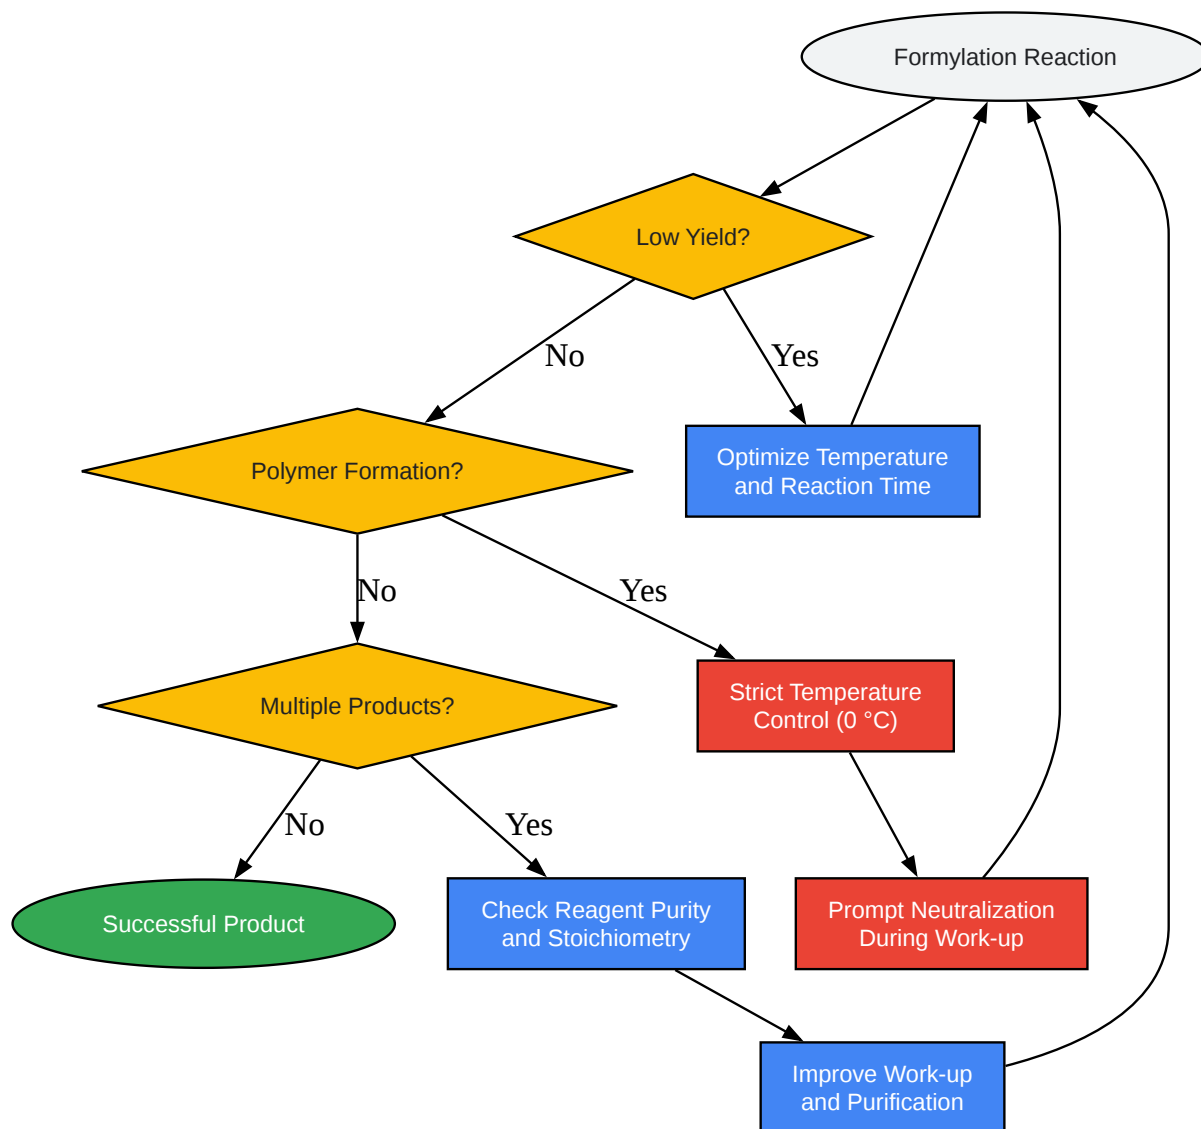 Formylation Reaction
Low Yield?
No
Yes
Polymer Formation?
Optimize Temperature
and Reaction Time
No
Yes
Multiple Products?
Strict Temperature
Control (0 °C)
No
Yes
Successful Product
Check Reagent Purity
and Stoichiometry
Prompt Neutralization
During Work-up
Improve Work-up
and Purification